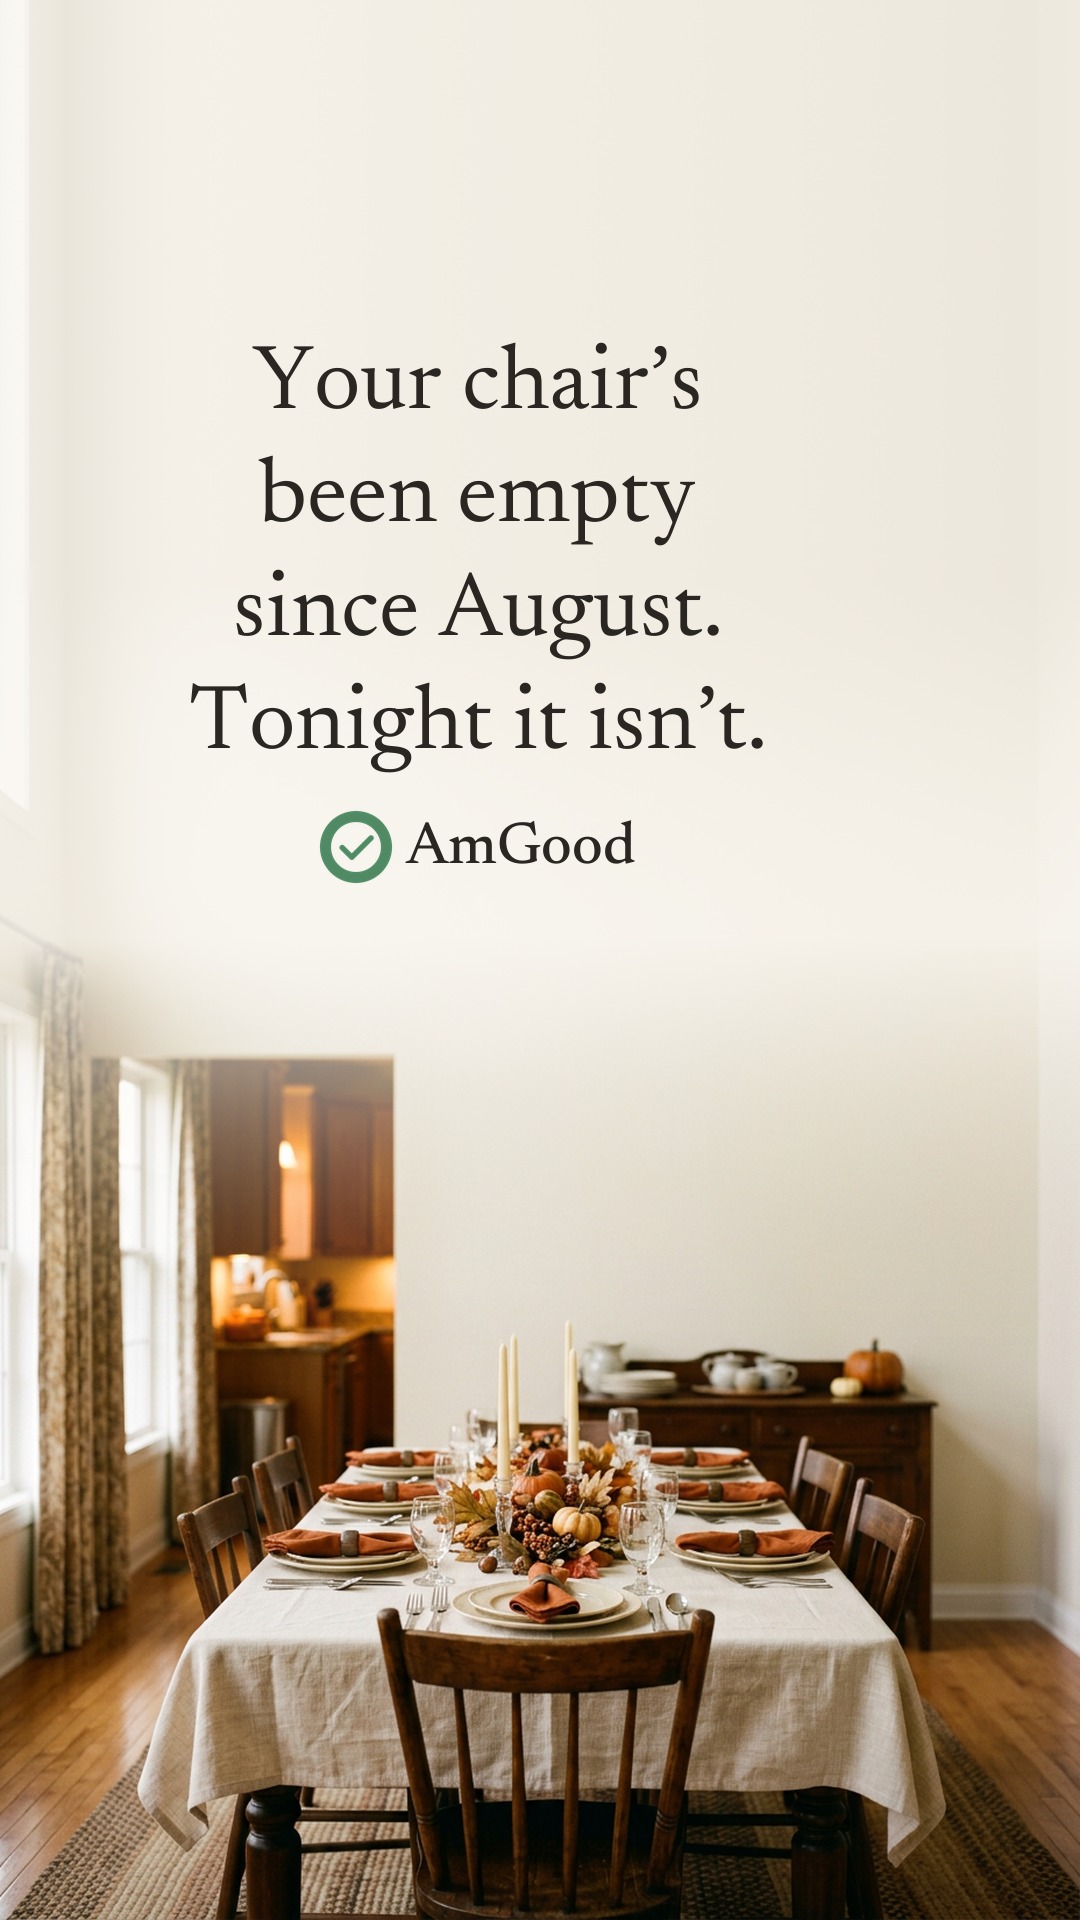 Your chair’s
been empty
since August.
Tonight it isn’t.
AmGood